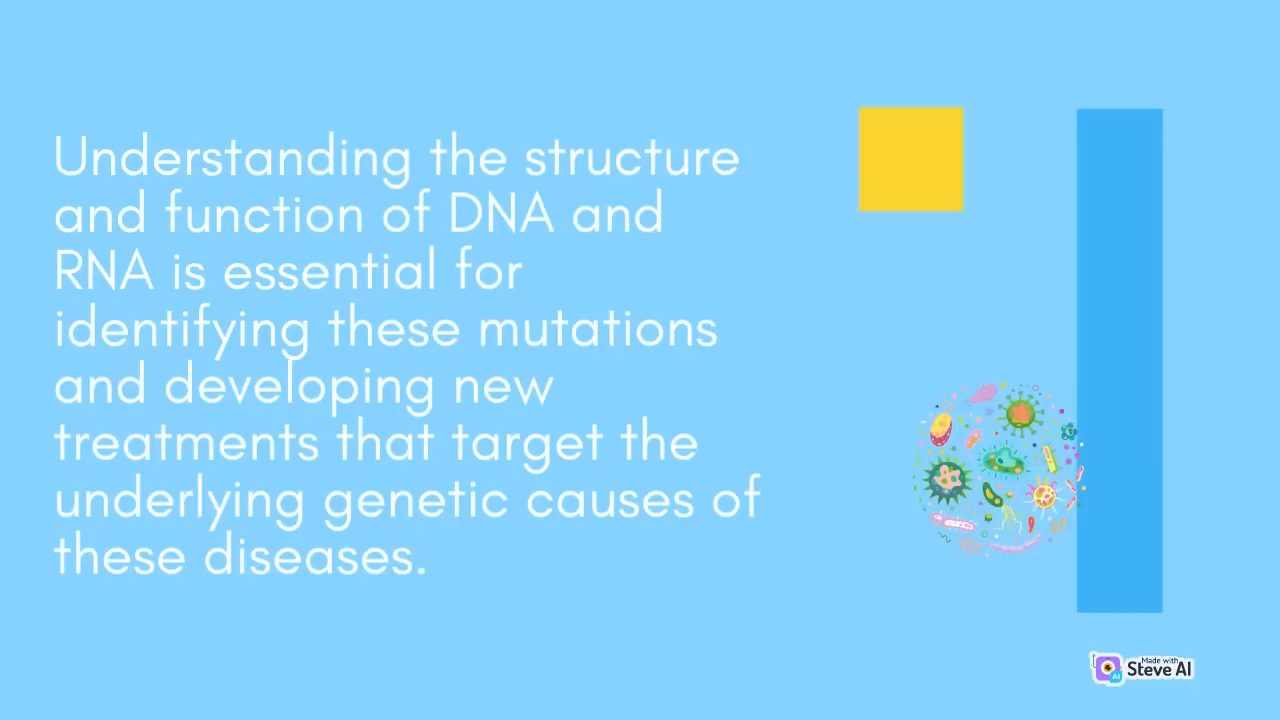 Understanding the structure
and function of DNA and
RNA is essential for
identifying these mutations
and developing new
treatments that target the
underlying genetic causes of
these diseases.
Made with
Steve AI
AI